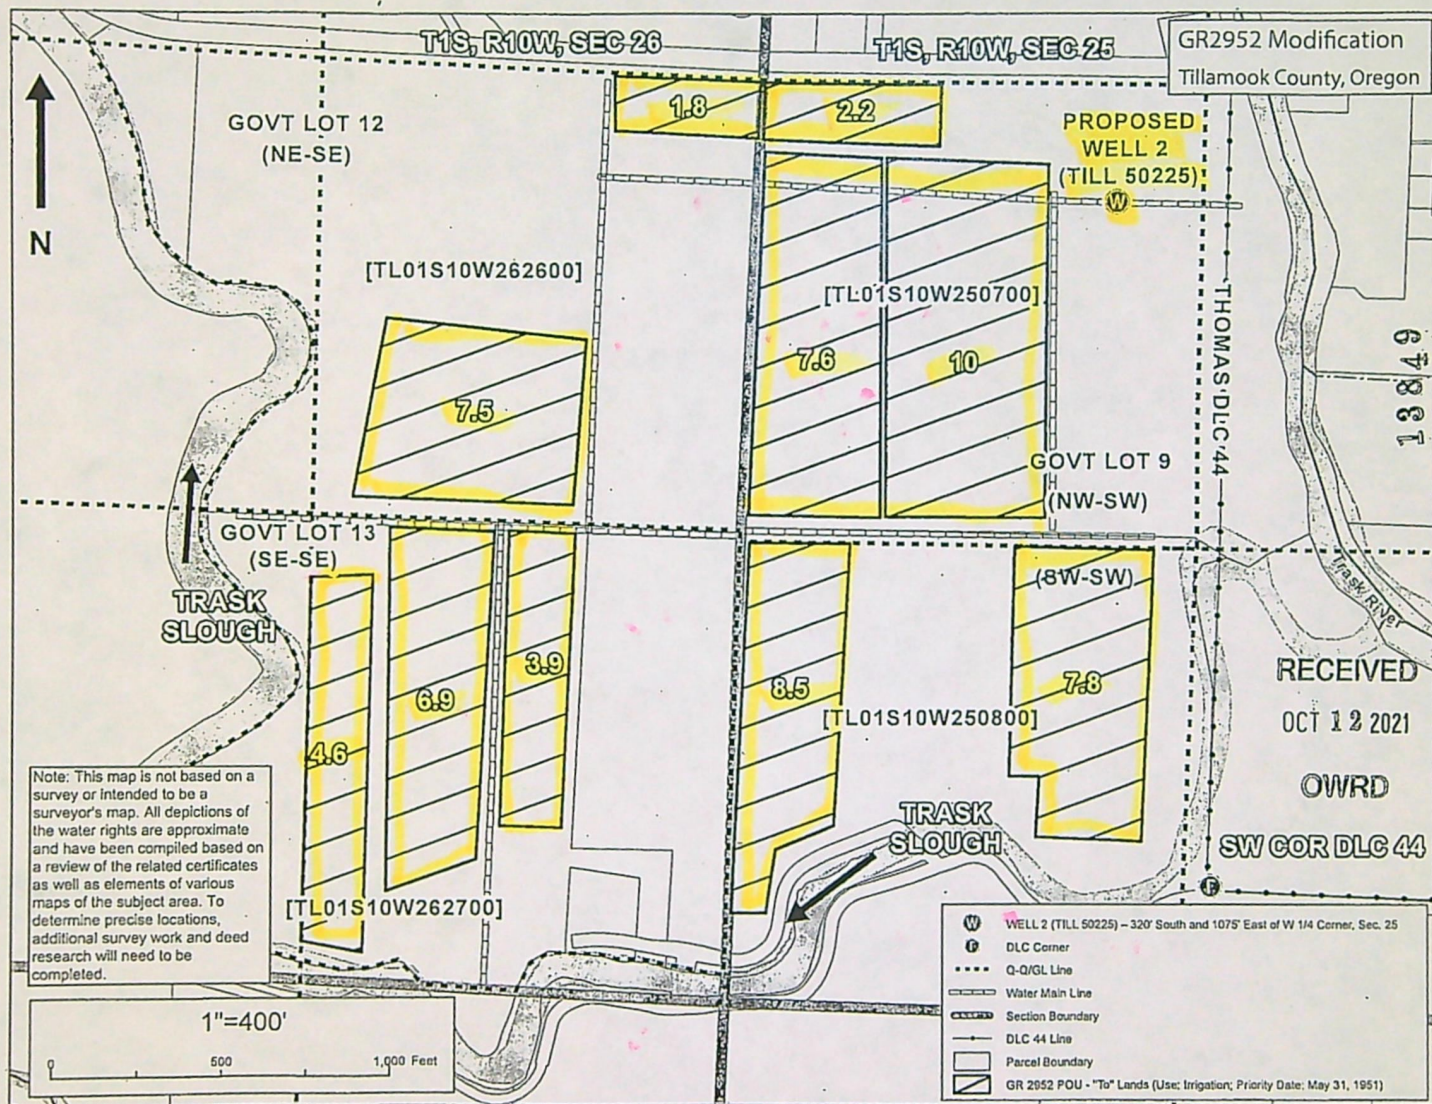 T1S, R10W, SEC 26
T1S, R10W, SEC 25
GR2952 Modification
Tillamook County, Oregon
N
GOVT LOT 12
(NE-SE)
1.8
2.2
PROPOSED
WELL 2
(TILL 50225)
W
[TL01S10W262600]
[TL01S10W250700]
THOMAS DLC 44
13849
7.5
7.6
10
GOVT LOT 9
(NW-SW)
GOVT LOT 13
(SE-SE)
(SW-SW)
TRASK
SLOUGH
Trask River
4.6
6.9
3.9
8.5
7.8
[TL01S10W250800]
RECEIVED
OCT 12 2021
OWRD
TRASK
SLOUGH
SW COR DLC 44
[TL01S10W262700]
Note: This map is not based on a
survey or intended to be a
surveyor's map. All depictions of
the water rights are approximate
and have been compiled based on
a review of the related certificates
as well as elements of various
maps of the subject area. To
determine precise locations,
additional survey work and deed
research will need to be
completed.
1"=400'
0 500 1,000 Feet
W WELL 2 (TILL 50225) – 320' South and 1075' East of W 1/4 Corner, Sec. 25
DLC Corner
Q-Q/GL Line
Water Main Line
Section Boundary
DLC 44 Line
Parcel Boundary
GR 2952 POU - "To" Lands (Use: Irrigation; Priority Date: May 31, 1951)